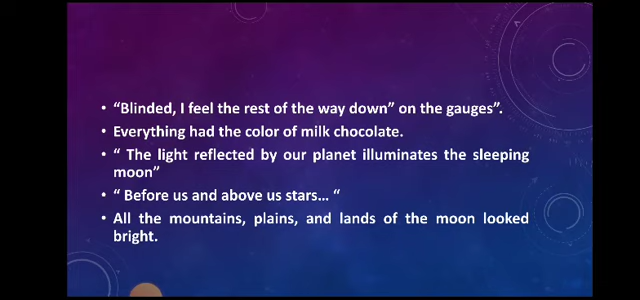 • “Blinded, I feel the rest of the way down” on the gauges”.
• Everything had the color of milk chocolate.
• “ The light reflected by our planet illuminates the sleeping
moon”
• “ Before us and above us stars… “
• All the mountains, plains, and lands of the moon looked
bright.